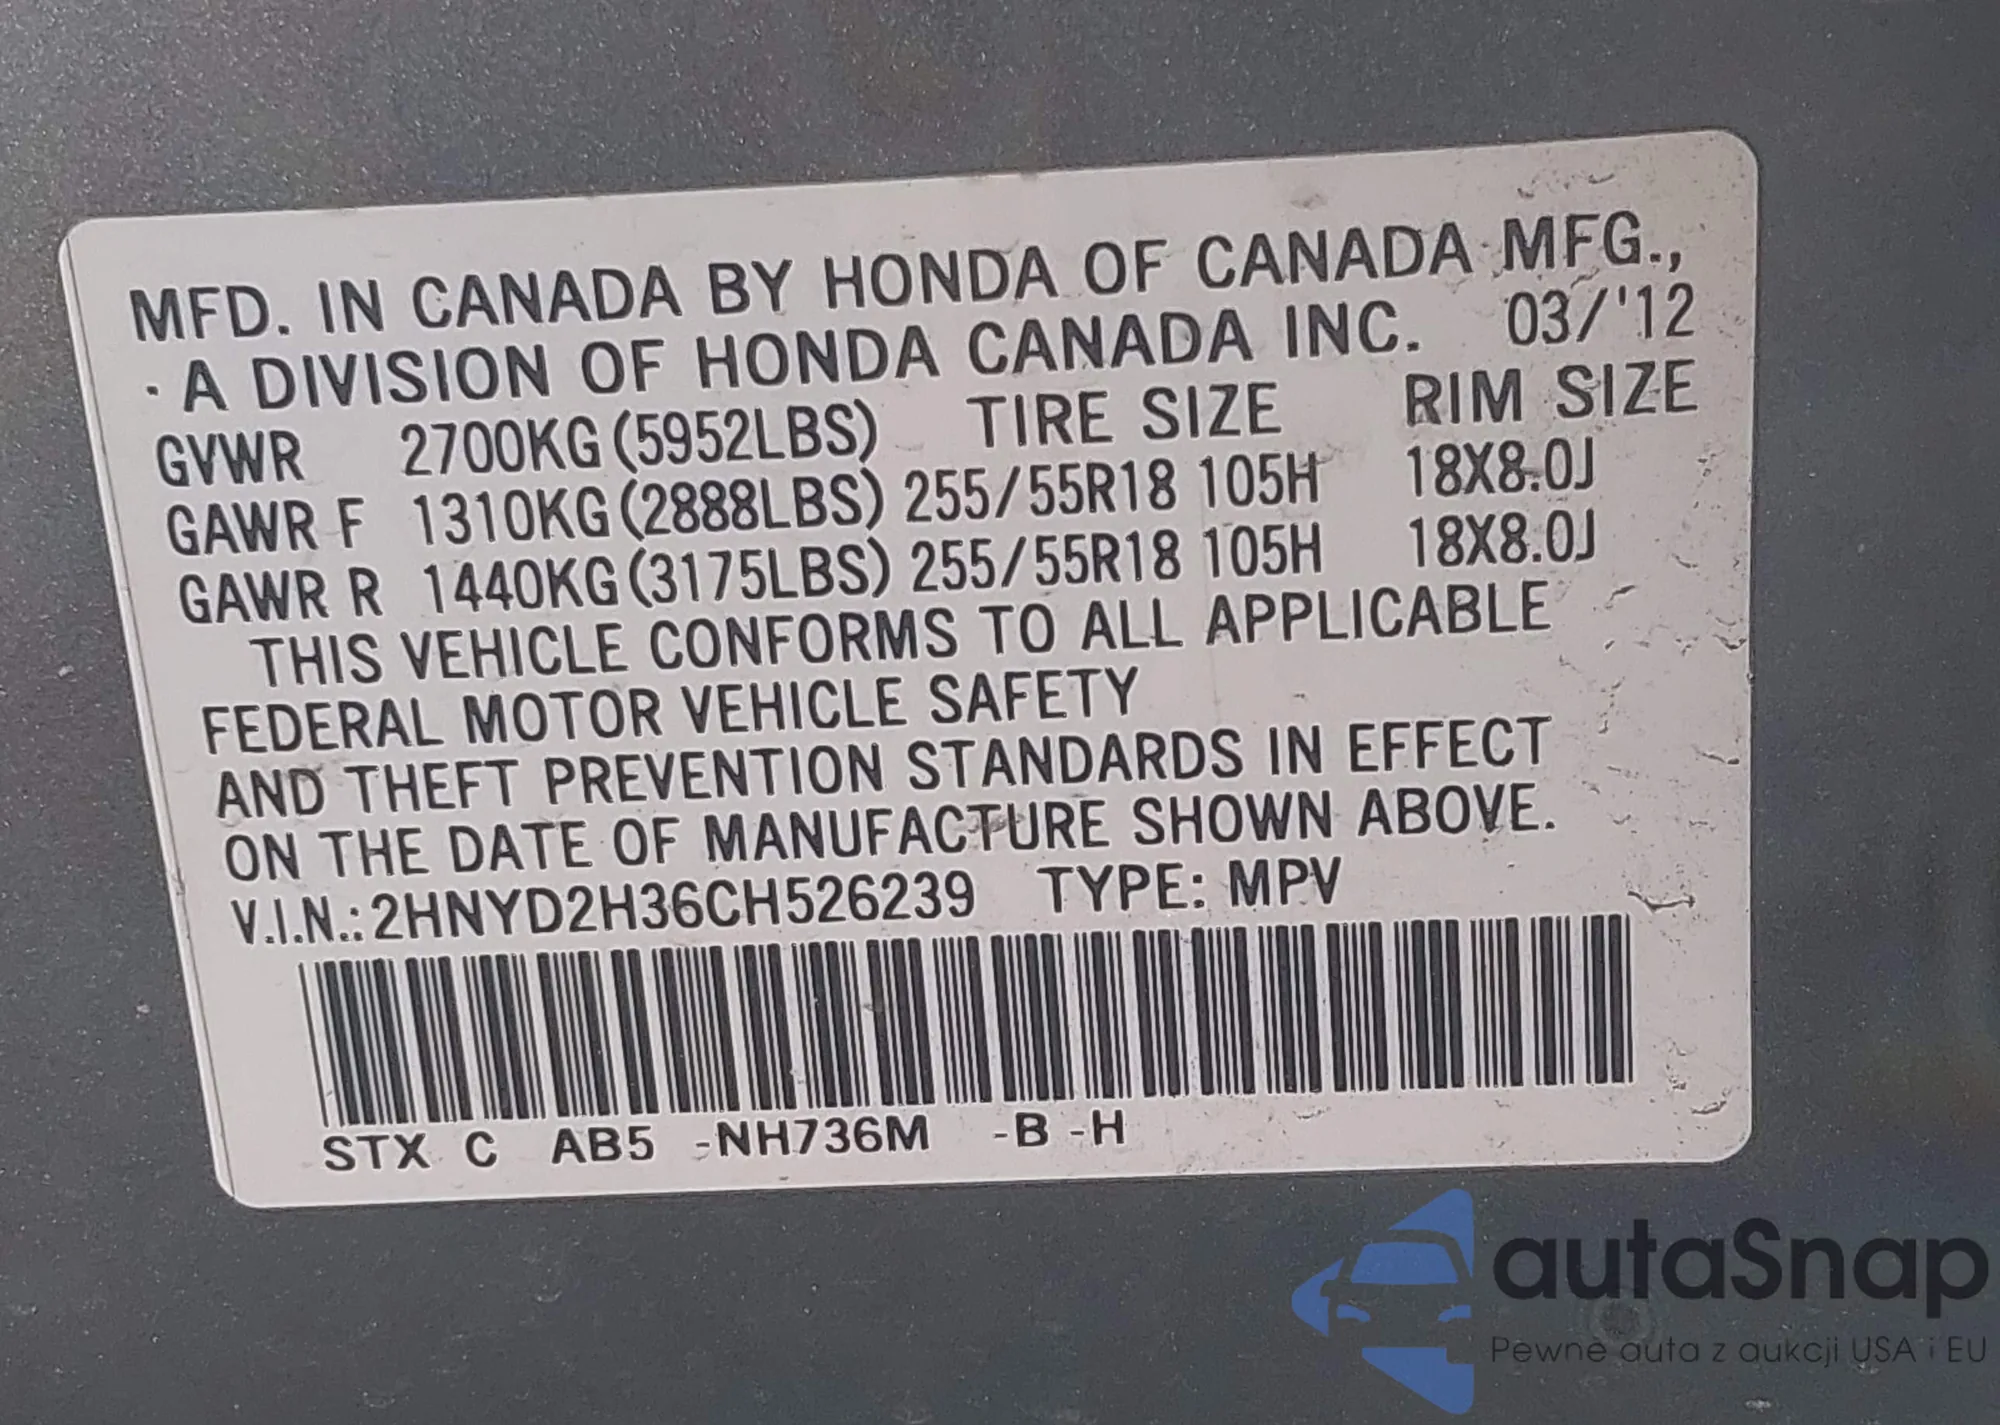 MFD. IN CANADA BY HONDA OF CANADA MFG.,
· A DIVISION OF HONDA CANADA INC. 03/'12
GVWR 2700KG (5952LBS) TIRE SIZE RIM SIZE
GAWR F 1310KG (2888LBS) 255/55R18 105H 18X8.0J
GAWR R 1440KG (3175LBS) 255/55R18 105H 18X8.0J
THIS VEHICLE CONFORMS TO ALL APPLICABLE
FEDERAL MOTOR VEHICLE SAFETY
AND THEFT PREVENTION STANDARDS IN EFFECT
ON THE DATE OF MANUFACTURE SHOWN ABOVE.
V.I.N.: 2HNYD2H36CH526239 TYPE: MPV
STX C AB5 -NH736M -B -H
autaSnap
Pewne auta z aukcji USA i EU